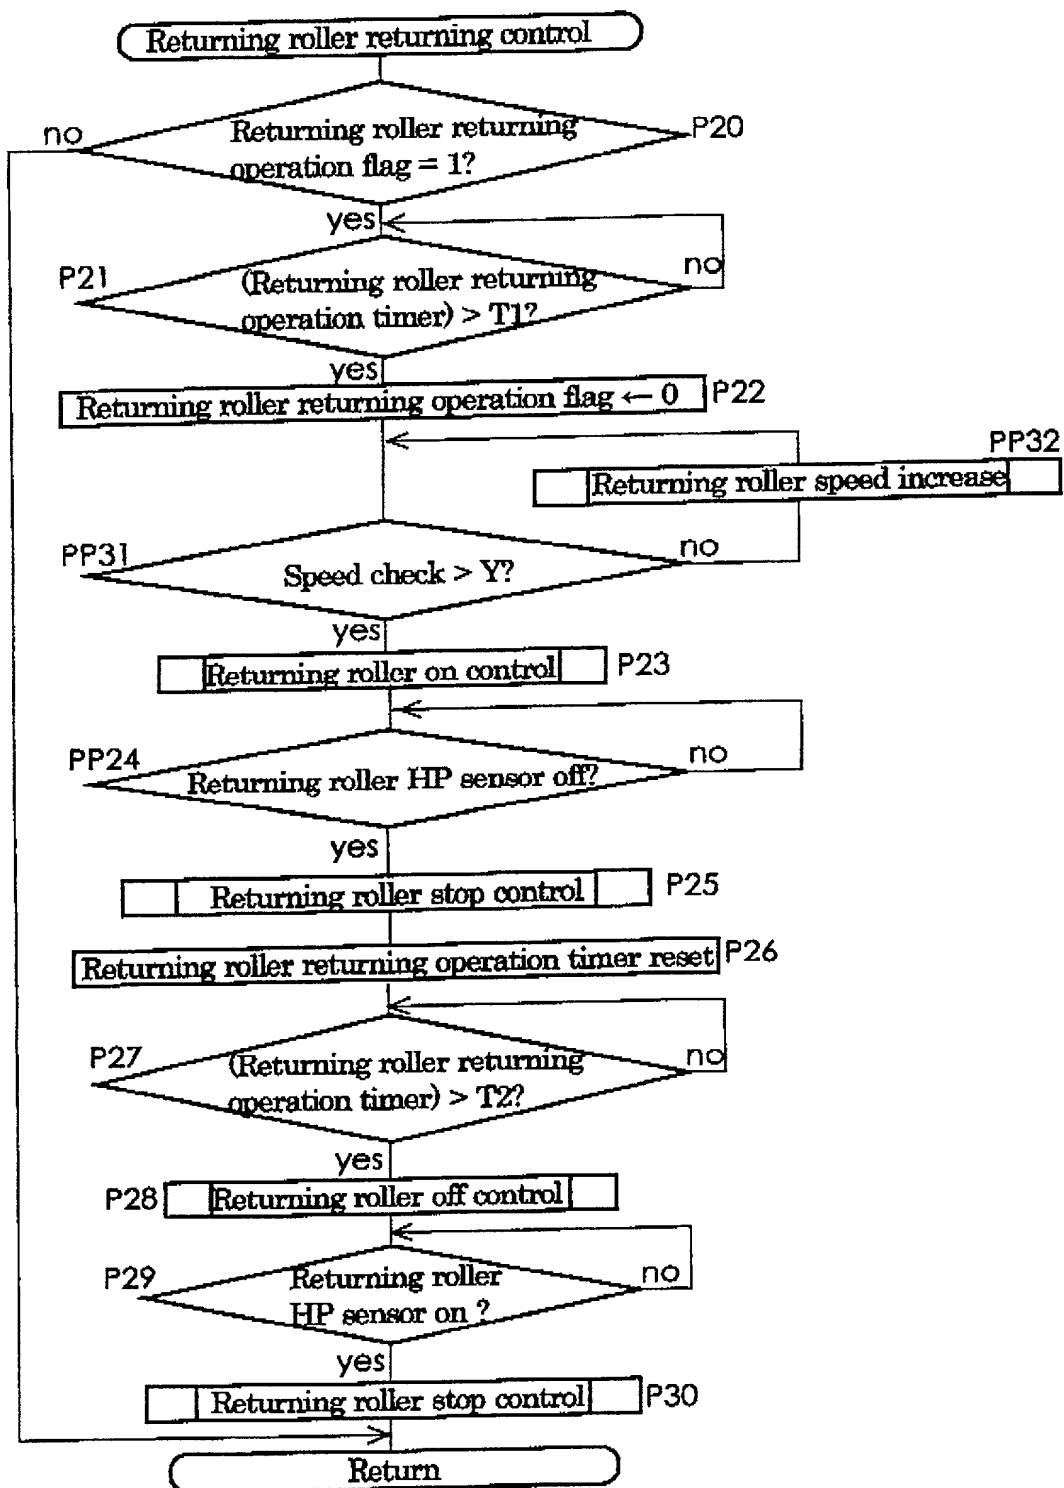 Returning roller returning control
no
Returning roller returning
operation flag = 1?
P20
yes
P21
(Returning roller returning
operation timer) > T1?
no
yes
Returning roller returning operation flag ← 0
P22
PP32
Returning roller speed increase
PP31
Speed check > Y?
no
yes
Returning roller on control
P23
PP24
Returning roller HP sensor off?
no
yes
Returning roller stop control
P25
Returning roller returning operation timer reset
P26
P27
(Returning roller returning
operation timer) > T2?
no
yes
P28
Returning roller off control
P29
Returning roller
HP sensor on ?
no
yes
Returning roller stop control
P30
Return